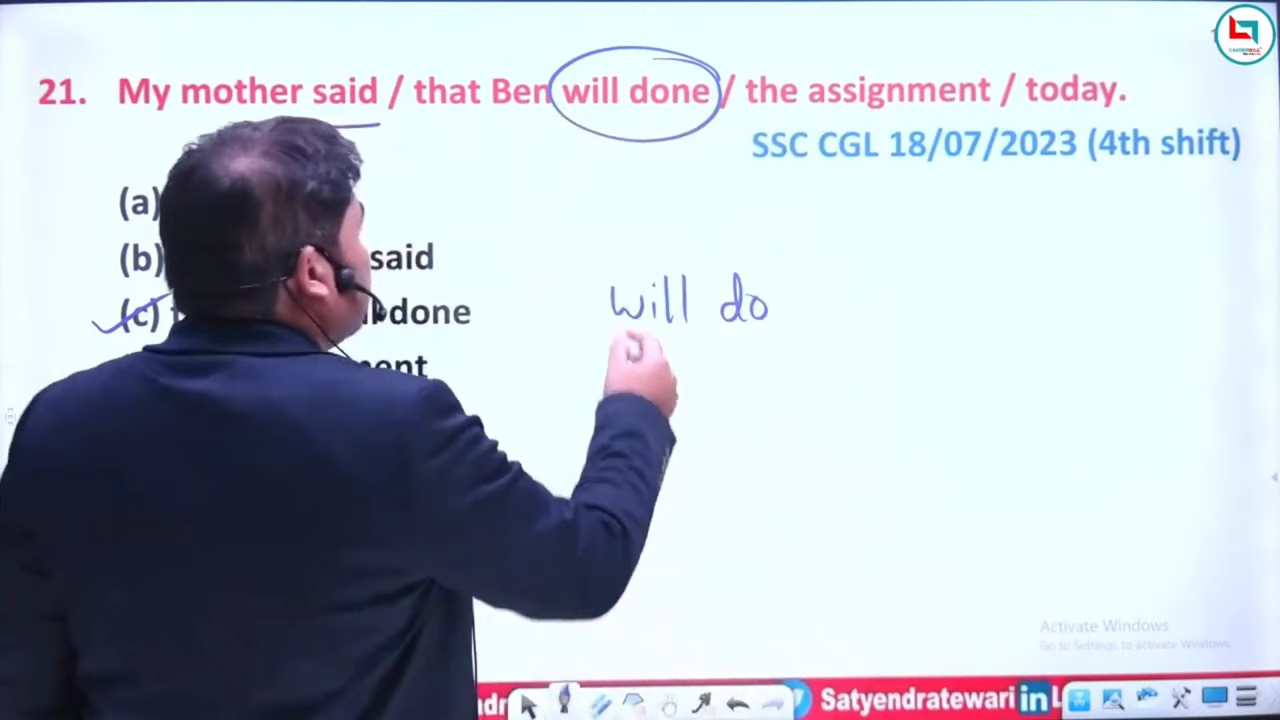 21. My mother said / that Ben will done / the assignment / today.
SSC CGL 18/07/2023 (4th shift)
(a)
(b) said
(c) done
will do
Activate Windows
Go to Settings to activate Windows.
Satyendratewari in L